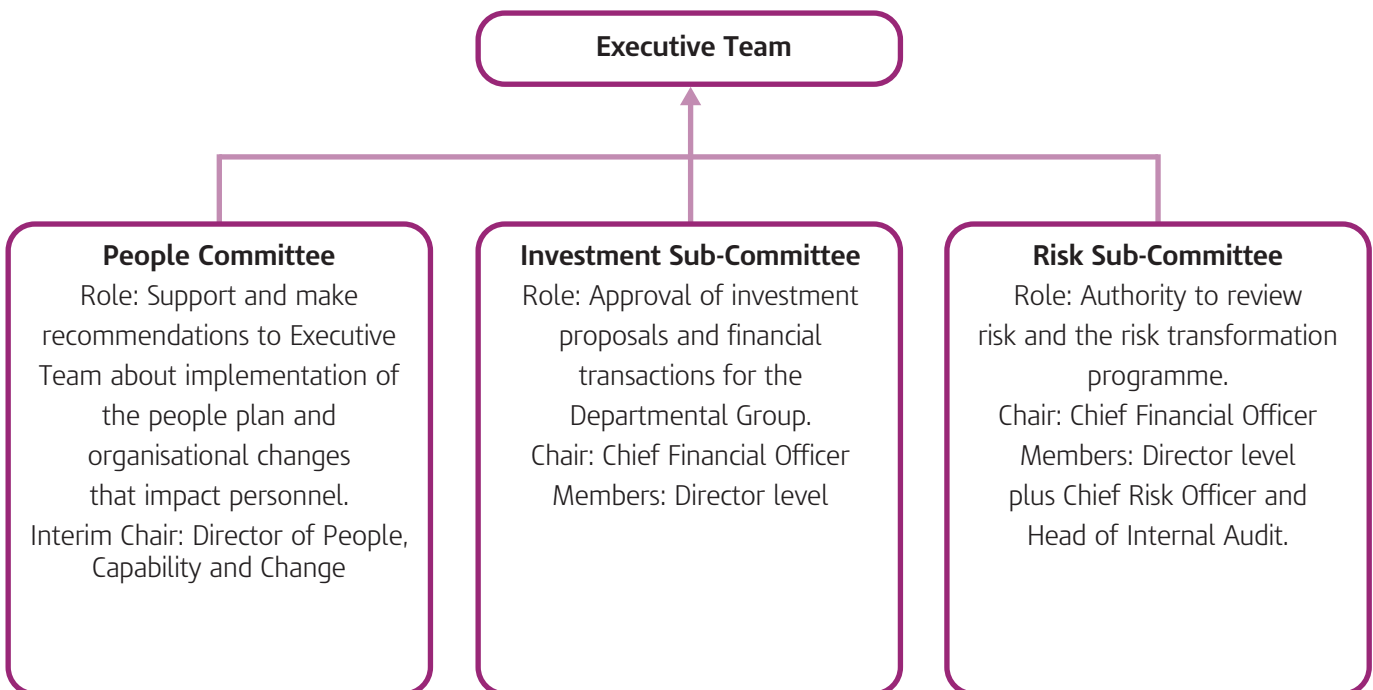 Executive Team
People Committee
Role: Support and make
recommendations to Executive
Team about implementation of
the people plan and
organisational changes
that impact personnel.
Interim Chair: Director of People,
Capability and Change
Investment Sub-Committee
Role: Approval of investment
proposals and financial
transactions for the
Departmental Group.
Chair: Chief Financial Officer
Members: Director level
Risk Sub-Committee
Role: Authority to review
risk and the risk transformation
programme.
Chair: Chief Financial Officer
Members: Director level
plus Chief Risk Officer and
Head of Internal Audit.